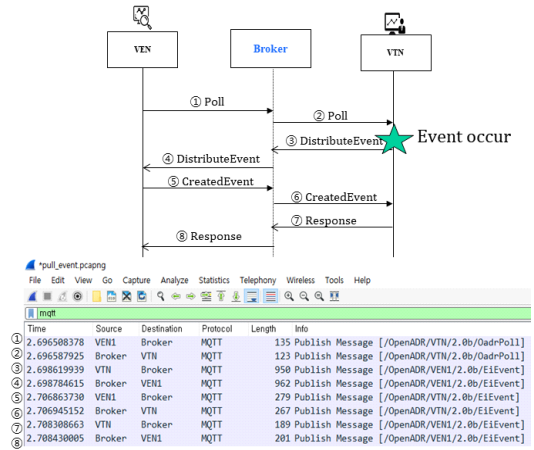 VEN
Broker
VTN
① Poll
② Poll
③ DistributeEvent
Event occur
④ DistributeEvent
⑤ CreatedEvent
⑥ CreatedEvent
⑦ Response
⑧ Response
*pull_event.pcapng
File Edit View Go Capture Analyze Statistics Telephony Wireless Tools Help
mqtt
Time Source Destination Protocol Length Info
① 2.696508378 VEN1 Broker MQTT 135 Publish Message [/OpenADR/VTN/2.0b/OadrPoll]
② 2.696587925 Broker VTN MQTT 123 Publish Message [/OpenADR/VTN/2.0b/OadrPoll]
③ 2.698619939 VTN Broker MQTT 950 Publish Message [/OpenADR/VEN1/2.0b/EiEvent]
④ 2.698784615 Broker VEN1 MQTT 962 Publish Message [/OpenADR/VEN1/2.0b/EiEvent]
⑤ 2.706863730 VEN1 Broker MQTT 279 Publish Message [/OpenADR/VTN/2.0b/EiEvent]
⑥ 2.706945152 Broker VTN MQTT 267 Publish Message [/OpenADR/VTN/2.0b/EiEvent]
⑦ 2.708308663 VTN Broker MQTT 189 Publish Message [/OpenADR/VEN1/2.0b/EiEvent]
⑧ 2.708430005 Broker VEN1 MQTT 201 Publish Message [/OpenADR/VEN1/2.0b/EiEvent]